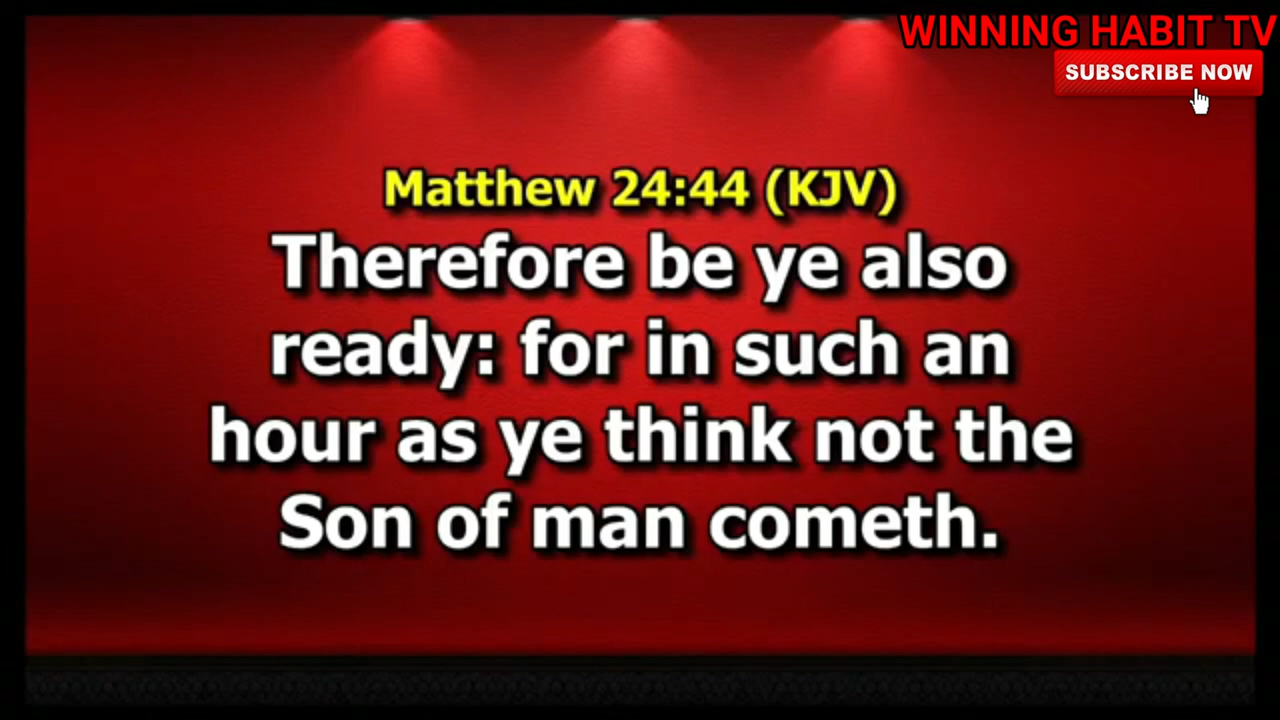 WINNING HABIT TV
SUBSCRIBE NOW
Matthew 24:44 (KJV)
Therefore be ye also
ready: for in such an
hour as ye think not the
Son of man cometh.